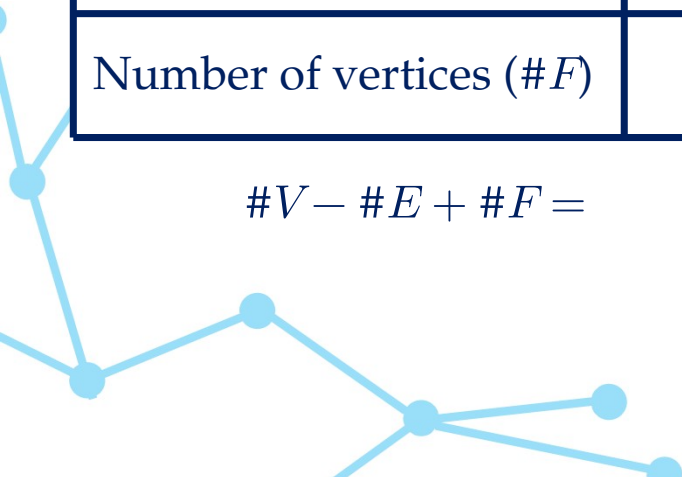 Number of vertices (#F)
#V − #E + #F =